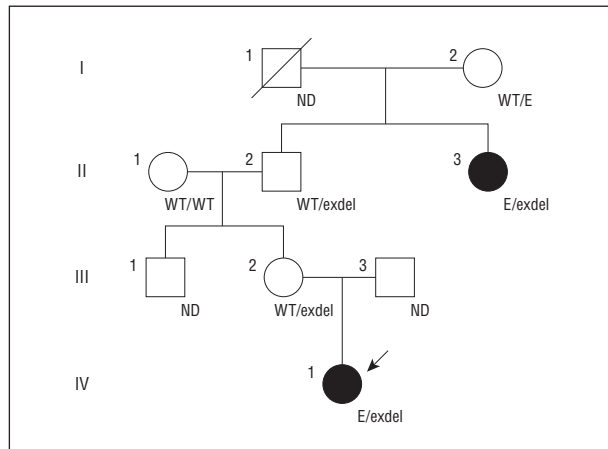 I
1
ND
2
WT/E
II
1
WT/WT
2
WT/exdel
3
E/exdel
III
1
ND
2
WT/exdel
3
ND
IV
1
E/exdel